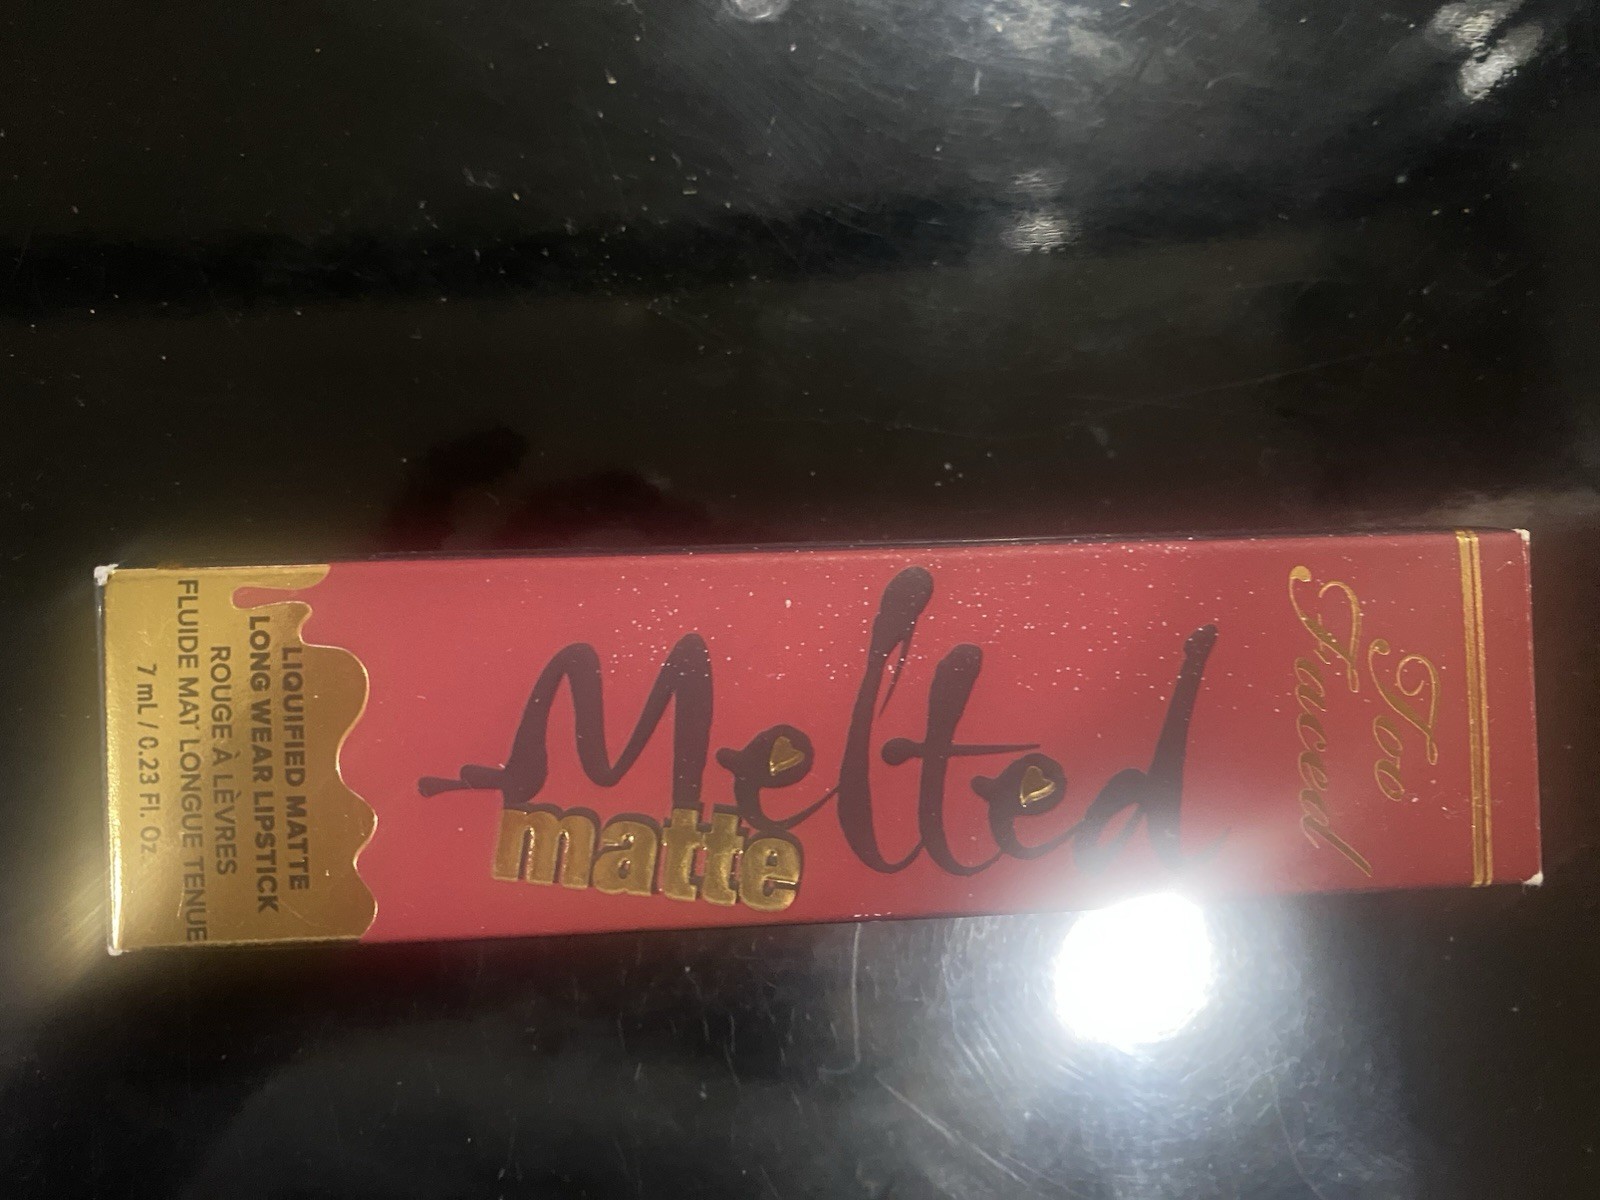 Too
Faced
Melted
matte
LIQUIFIED MATTE
LONG WEAR LIPSTICK
ROUGE À LÈVRES
FLUIDE MAT LONGUE TENUE
7 mL / 0.23 Fl. Oz.